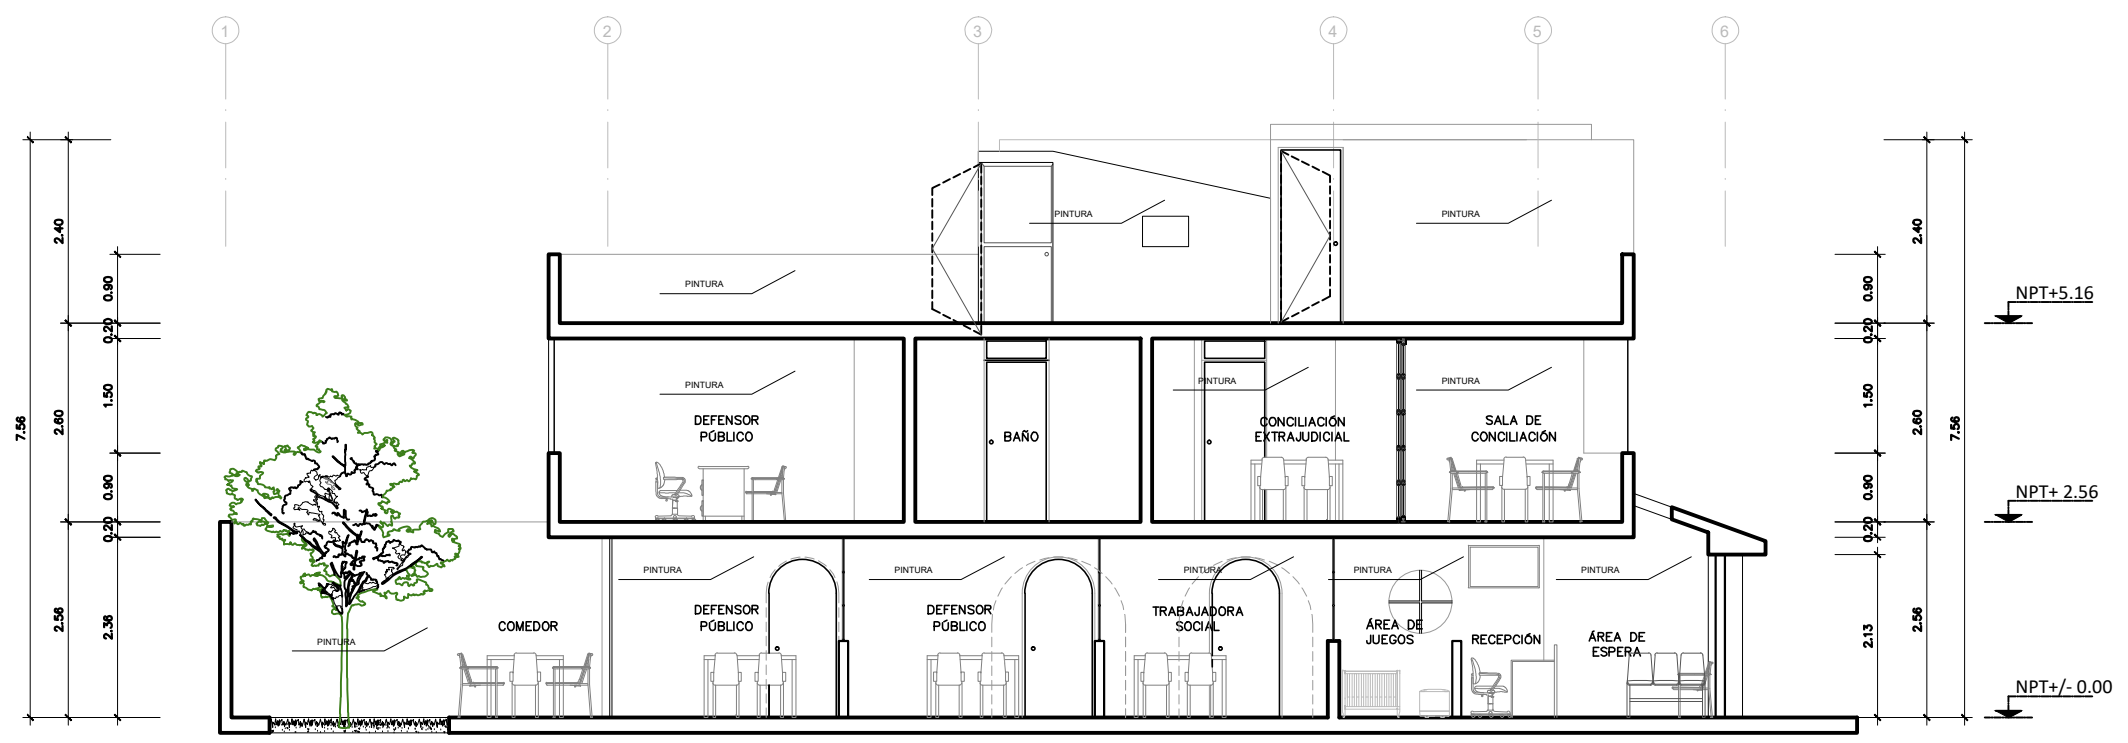 1
2
3
4
5
6
PINTURA
PINTURA
PINTURA
2.40
2.40
0.90
0.90
NPT+5.16
0.20
0.20
PINTURA
PINTURA
PINTURA
DEFENSOR
PÚBLICO
BAÑO
CONCILIACIÓN
EXTRAJUDICIAL
SALA DE
CONCILIACIÓN
1.50
1.50
7.56
2.60
2.60
7.56
0.90
0.90
NPT+ 2.56
0.20
0.20
PINTURA
PINTURA
PINTURA
PINTURA
PINTURA
DEFENSOR
PÚBLICO
DEFENSOR
PÚBLICO
TRABAJADORA
SOCIAL
ÁREA DE
JUEGOS
RECEPCIÓN
ÁREA DE
ESPERA
COMEDOR
PINTURA
2.56
2.36
2.13
2.56
NPT+/- 0.00